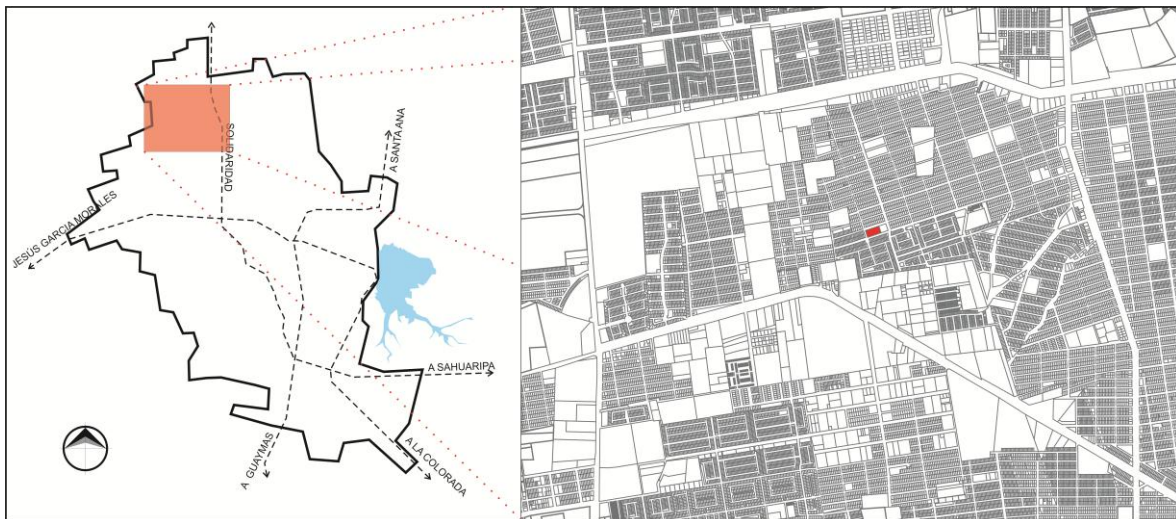 SOLIDARIDAD
A SANTA ANA
JESÚS GARCIA MORALES
A SAHUARIPA
A GUAYMAS
A LA COLORADA